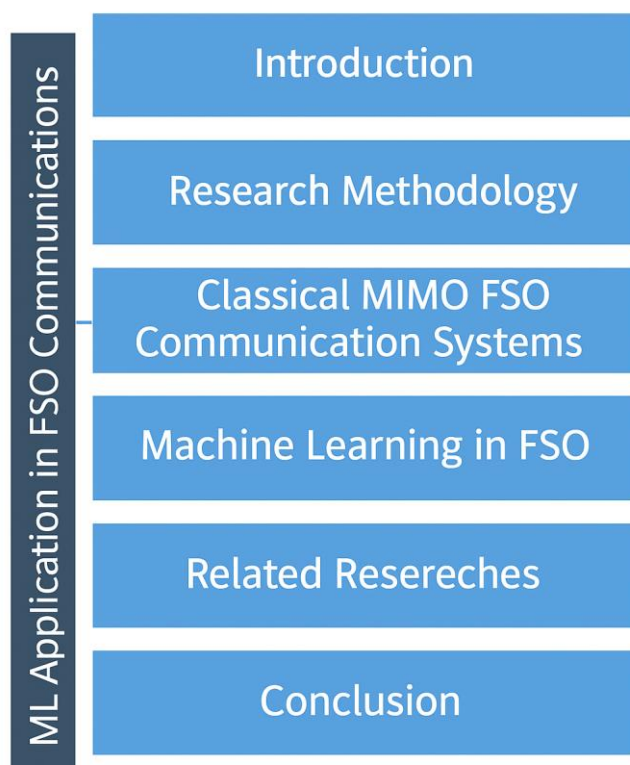 ML Application in FSO Communications
Introduction
Research Methodology
Classical MIMO FSO
Communication Systems
Machine Learning in FSO
Related Resereches
Conclusion